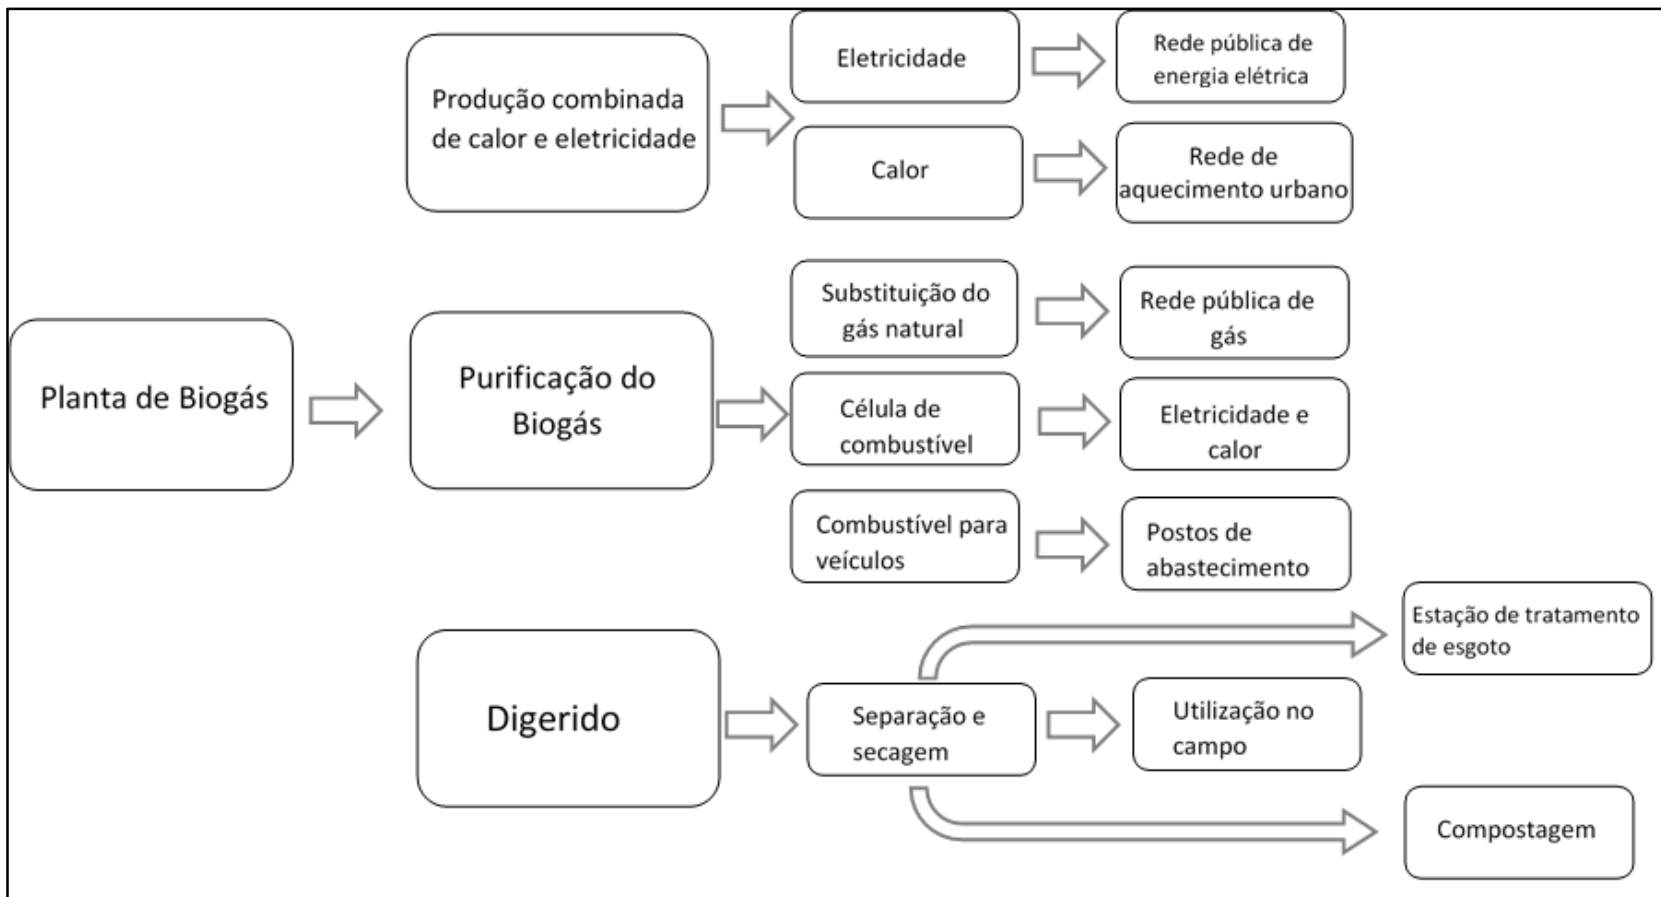 Produção combinada
de calor e eletricidade
Eletricidade
Rede pública de
energia elétrica
Calor
Rede de
aquecimento urbano
Planta de Biogás
Purificação do
Biogás
Substituição do
gás natural
Rede pública de
gás
Célula de
combustível
Eletricidade e
calor
Combustível para
veículos
Postos de
abastecimento
Digerido
Separação e
secagem
Estação de tratamento
de esgoto
Utilização no
campo
Compostagem